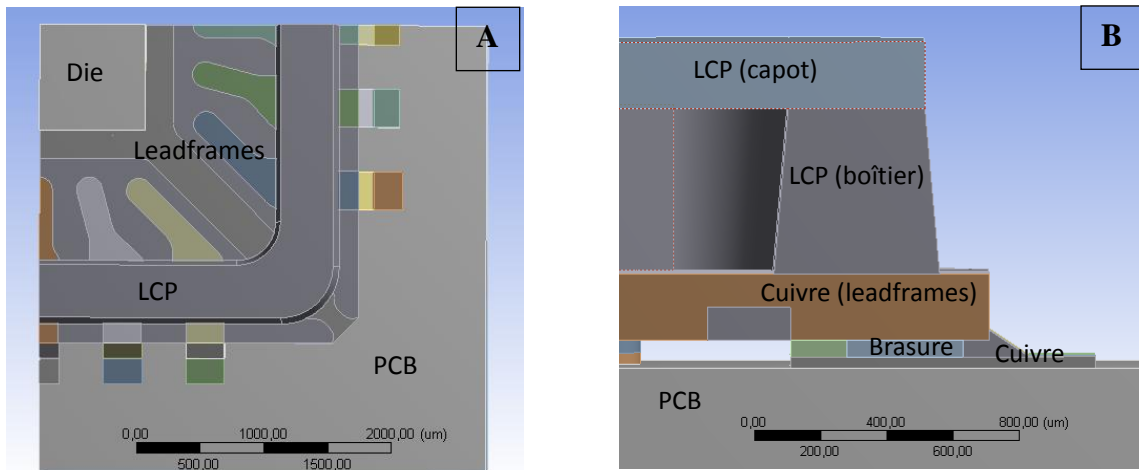 A
Die
Leadframes
LCP
PCB
0,00 1000,00 2000,00 (um)
500,00 1500,00
B
LCP (capot)
LCP (boîtier)
Cuivre (leadframes)
Brasure
Cuivre
PCB
0,00 400,00 800,00 (um)
200,00 600,00